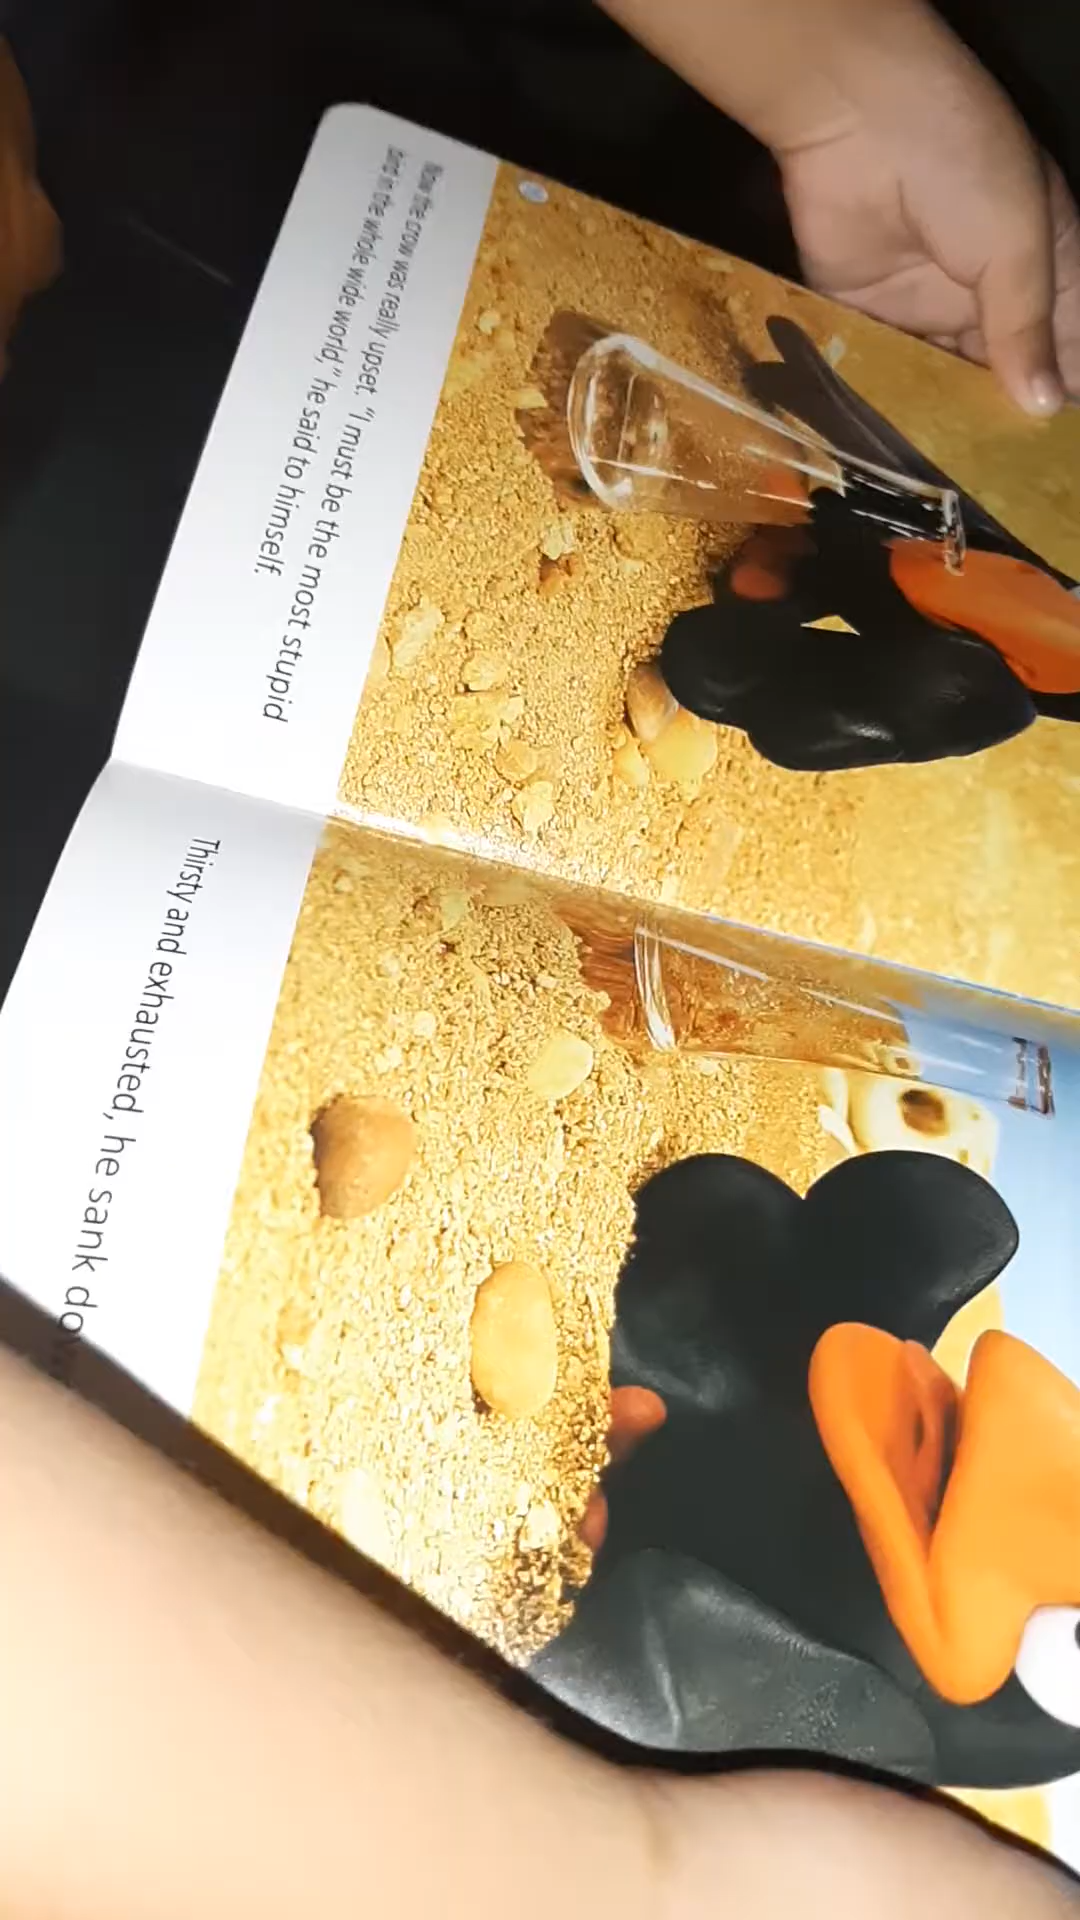 Now the crow was really upset. "I must be the most stupid
bird in the whole wide world," he said to himself.
Thirsty and exhausted, he sank